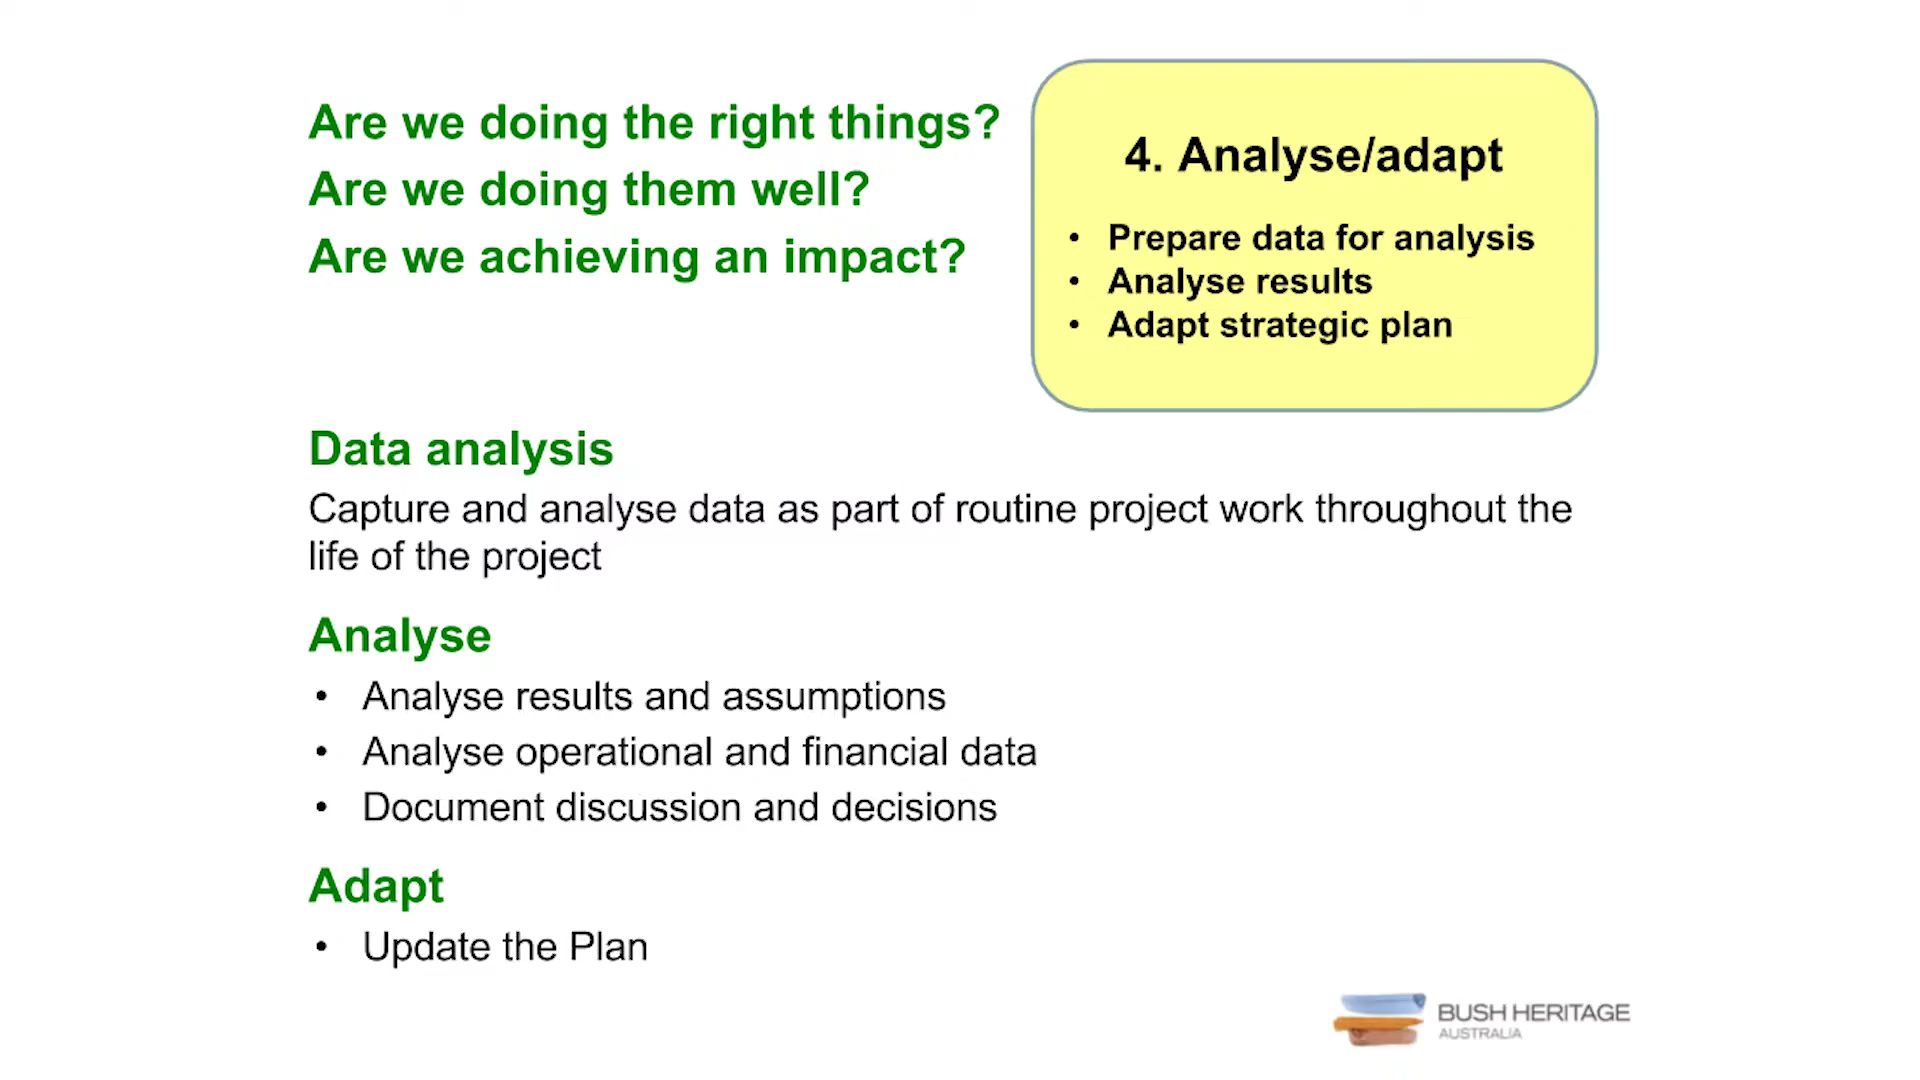 Are we doing the right things?
Are we doing them well?
Are we achieving an impact?
4. Analyse/adapt
• Prepare data for analysis
• Analyse results
• Adapt strategic plan
Data analysis
Capture and analyse data as part of routine project work throughout the
life of the project
Analyse
• Analyse results and assumptions
• Analyse operational and financial data
• Document discussion and decisions
Adapt
• Update the Plan
BUSH HERITAGE
AUSTRALIA